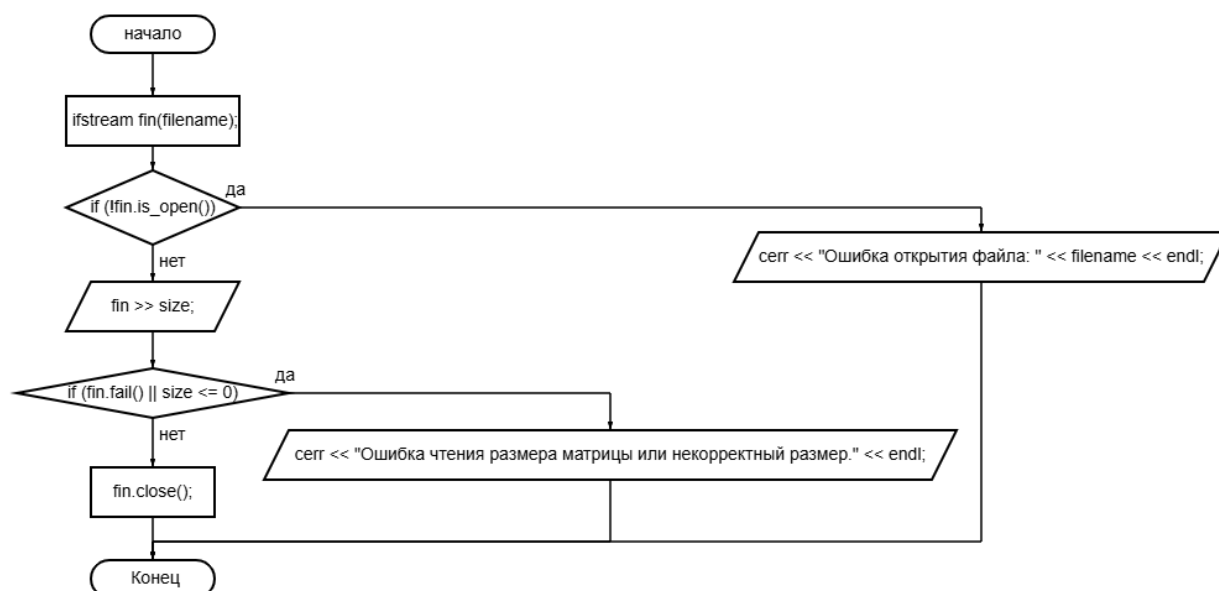 начало
ifstream fin(filename);
if (!fin.is_open())
да
cerr << "Ошибка открытия файла: " << filename << endl;
нет
fin >> size;
if (fin.fail() || size <= 0)
да
нет
cerr << "Ошибка чтения размера матрицы или некорректный размер." << endl;
fin.close();
Конец